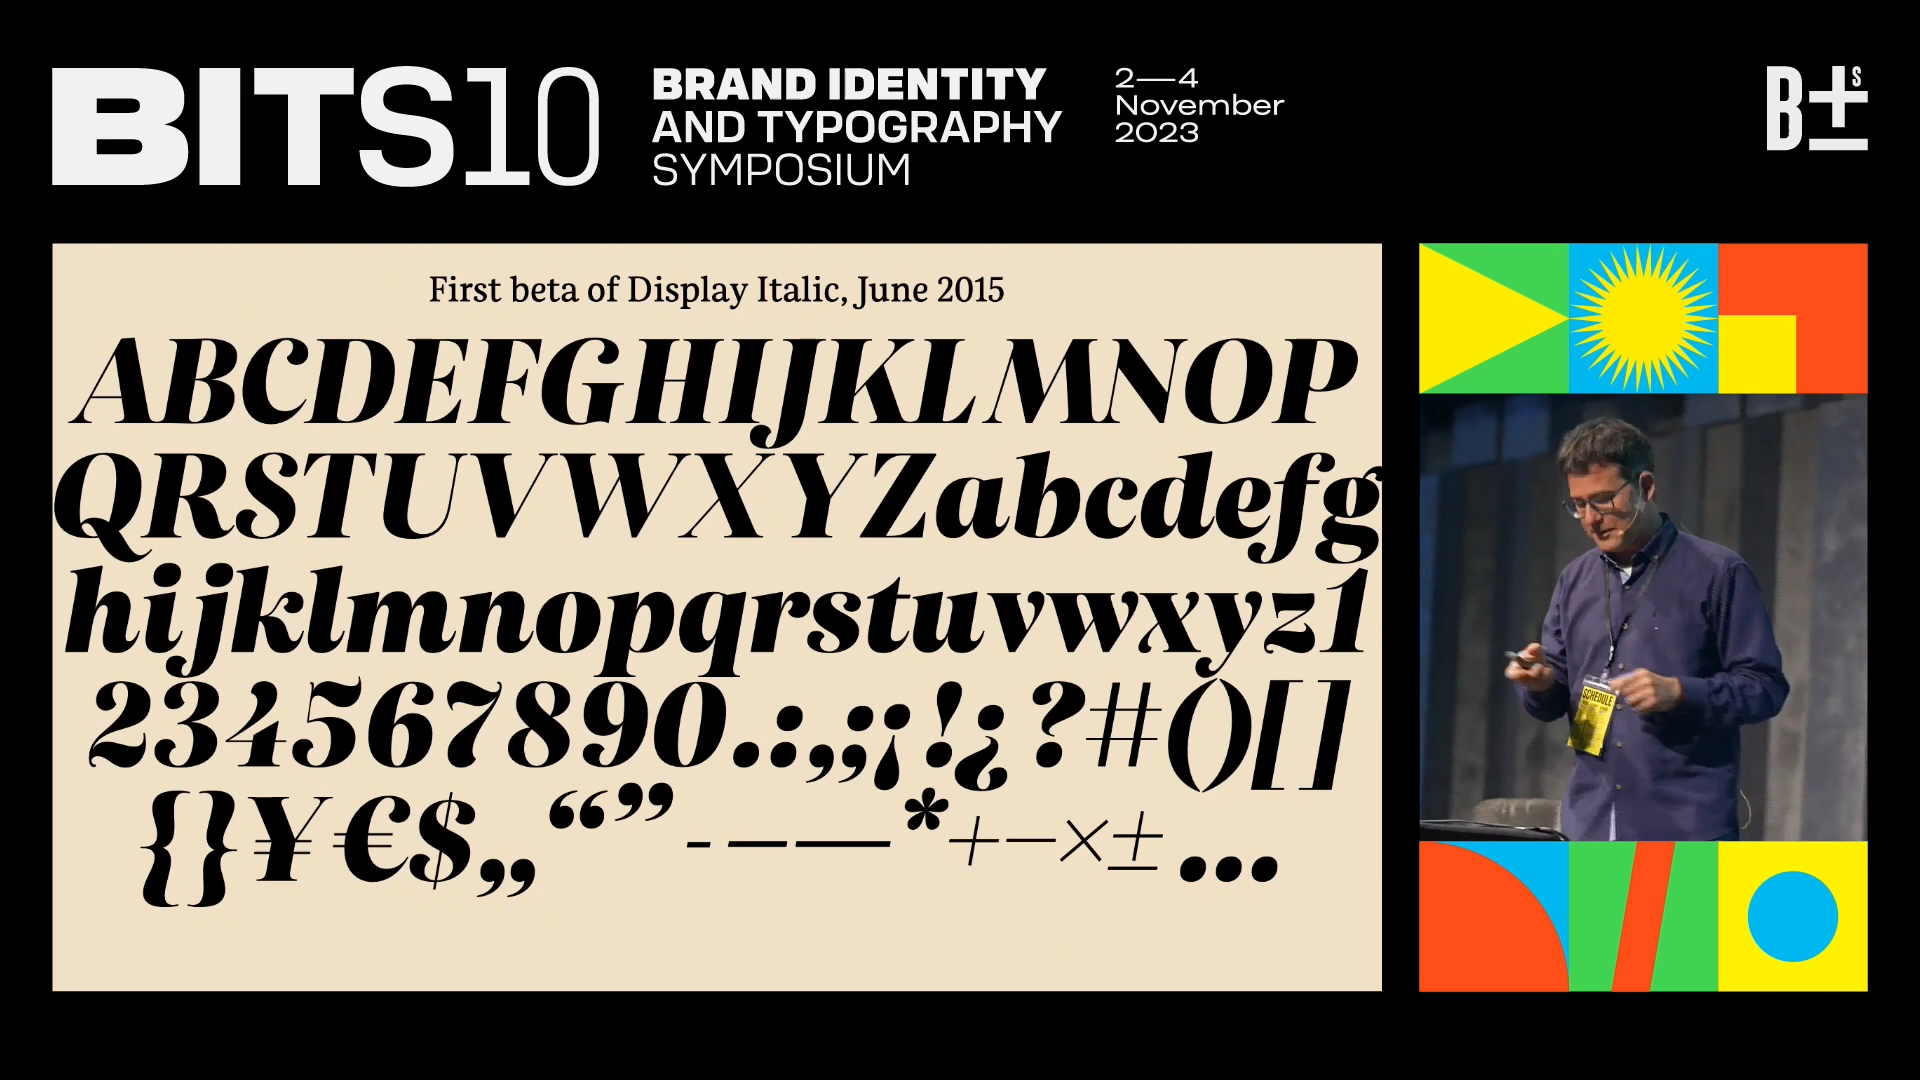 BITS10
BRAND IDENTITY
AND TYPOGRAPHY
SYMPOSIUM
2—4
November
2023
B±s
First beta of Display Italic, June 2015
ABCDEFGHIJKLMNOP
QRSTUVWXYZabcdefg
hijklmnopqrstuvwxyz1
234567890.:,;¡!¿?#()[]
{}¥€$„“”-–—*+−×±…
SCHEDULE